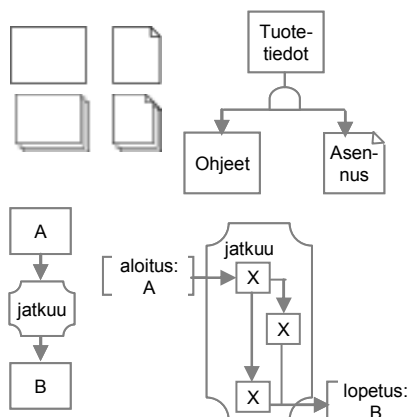 Tuote-
tiedot
Ohjeet
Asen-
nus
A
jatkuu
B
aloitus:
A
jatkuu
X
X
X
lopetus:
B